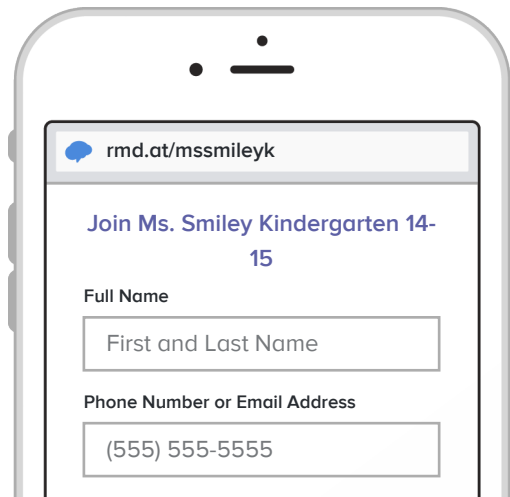 rmd.at/mssmileyk
Join Ms. Smiley Kindergarten 14-
15
Full Name
First and Last Name
Phone Number or Email Address
(555) 555-5555